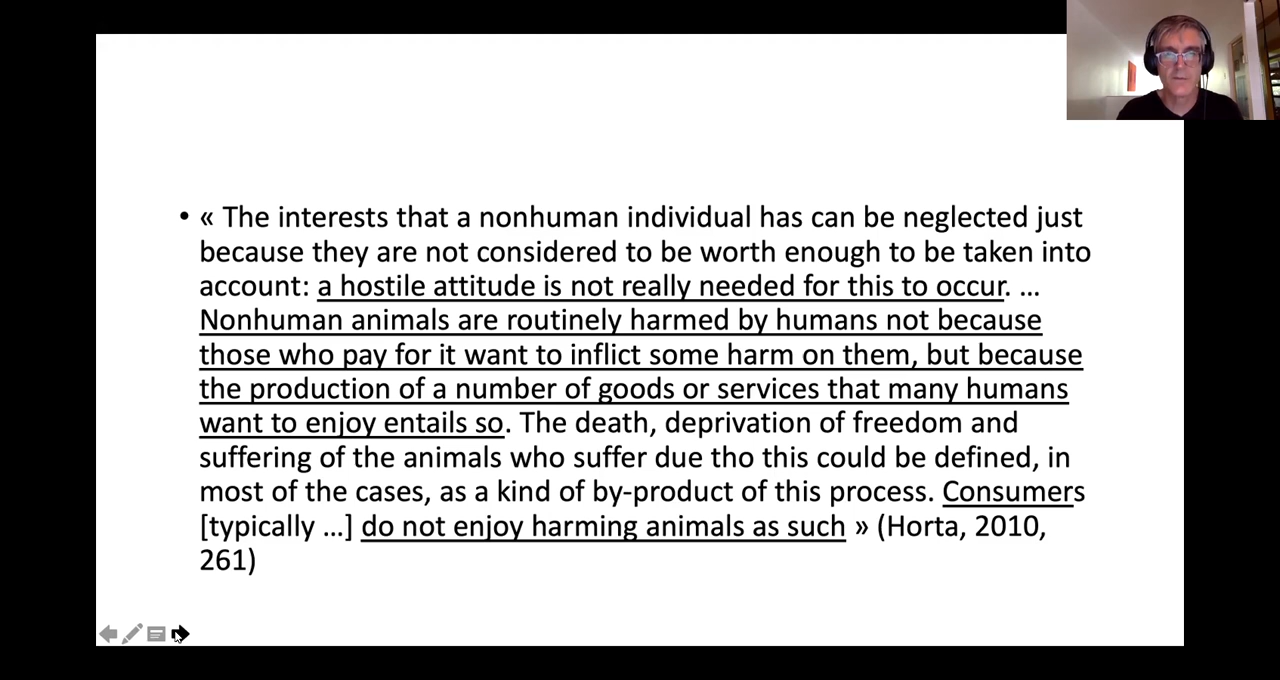 • « The interests that a nonhuman individual has can be neglected just
because they are not considered to be worth enough to be taken into
account: a hostile attitude is not really needed for this to occur. …
Nonhuman animals are routinely harmed by humans not because
those who pay for it want to inflict some harm on them, but because
the production of a number of goods or services that many humans
want to enjoy entails so. The death, deprivation of freedom and
suffering of the animals who suffer due tho this could be defined, in
most of the cases, as a kind of by-product of this process. Consumers
[typically …] do not enjoy harming animals as such » (Horta, 2010,
261)